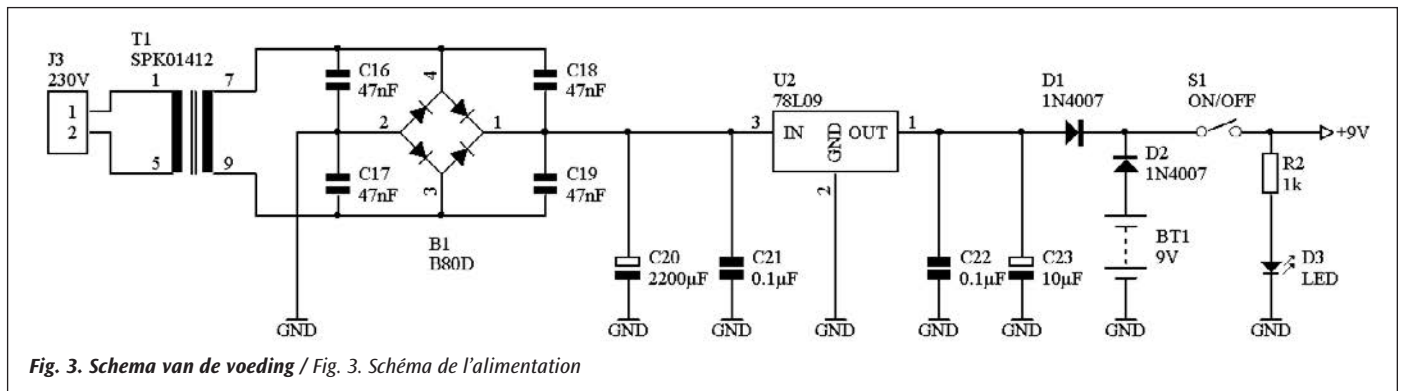 J3
230V
1
2
T1
SPK01412
1
7
5
9
C16
47nF
C17
47nF
4
2
1
3
B1
B80D
C18
47nF
C19
47nF
GND
C20
2200µF
GND
C21
0.1µF
GND
U2
78L09
3
IN
GND
OUT
1
2
GND
C22
0.1µF
GND
C23
10µF
GND
D1
1N4007
D2
1N4007
BT1
9V
GND
S1
ON/OFF
+9V
R2
1k
D3
LED
GND
Fig. 3. Schema van de voeding / Fig. 3. Schéma de l'alimentation